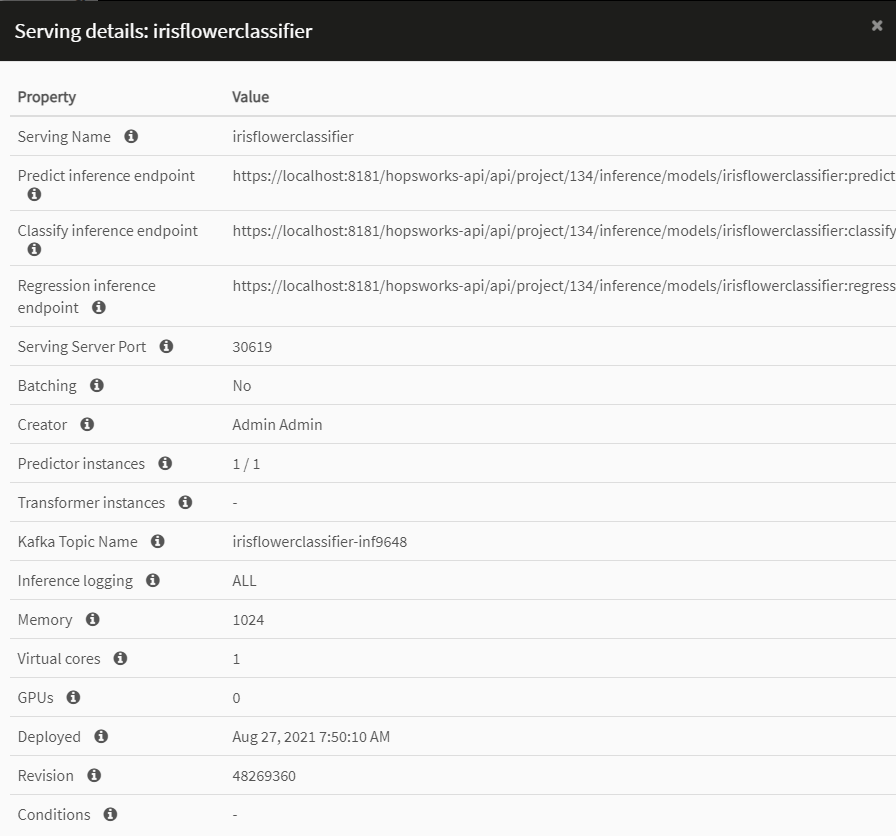 Serving details: irisflowerclassifier
Property Value
Serving Name irisflowerclassifier
Predict inference endpoint https://localhost:8181/hopsworks-api/api/project/134/inference/models/irisflowerclassifier:predict
Classify inference endpoint https://localhost:8181/hopsworks-api/api/project/134/inference/models/irisflowerclassifier:classify
Regression inference https://localhost:8181/hopsworks-api/api/project/134/inference/models/irisflowerclassifier:regress
endpoint
Serving Server Port 30619
Batching No
Creator Admin Admin
Predictor instances 1 / 1
Transformer instances -
Kafka Topic Name irisflowerclassifier-inf9648
Inference logging ALL
Memory 1024
Virtual cores 1
GPUs 0
Deployed Aug 27, 2021 7:50:10 AM
Revision 48269360
Conditions -